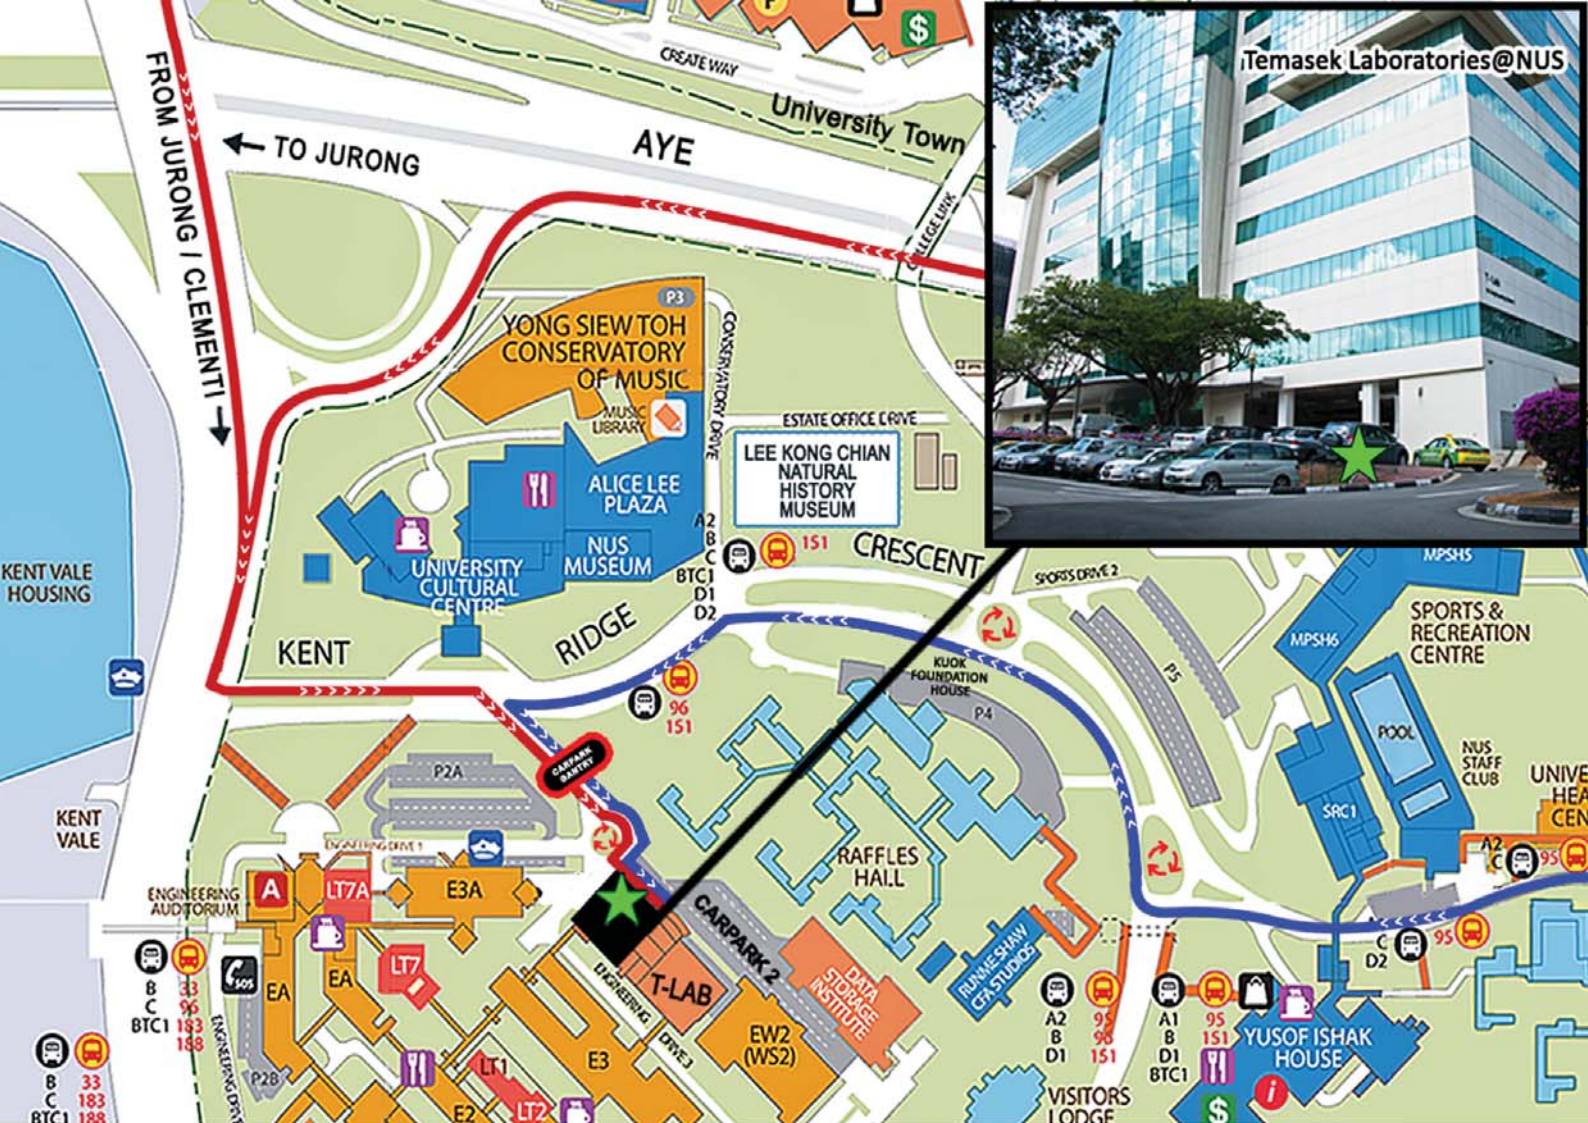 P
$
CREATE WAY
University Town
FROM JURONG / CLEMENTI
TO JURONG
AYE
Temasek Laboratories@NUS
T-Lab
P3
YONG SIEW TOH
CONSERVATORY
OF MUSIC
MUSIC
LIBRARY
CONSERVATORY DRIVE
ESTATE OFFICE DRIVE
LEE KONG CHIAN
NATURAL
HISTORY
MUSEUM
ALICE LEE
PLAZA
NUS
MUSEUM
UNIVERSITY
CULTURAL
CENTRE
A2
B
C
BTC1
D1
D2
151
KENT
RIDGE
CRESCENT
SPORTS DRIVE 2
KENT VALE
HOUSING
MPSH5
MPSH6
SPORTS &
RECREATION
CENTRE
P5
KUOK
FOUNDATION
HOUSE
P4
96
151
POOL
NUS
STAFF
CLUB
SRC1
UNIVE
HEA
CEN
A2
C
95
KENT
VALE
P2A
CARPARK
GANTRY
ENGINEERING DRIVE 1
ENGINEERING
AUDITORIUM
A
LT7A
E3A
RAFFLES
HALL
CARPARK 2
T-LAB
DATA
STORAGE
INSTITUTE
RUNME SHAW
CFA STUDIOS
C
D2
95
B
C
BTC1
33
96
183
188
SOS
EA
EA
LT7
ENGINEERING
DRIVE 3
EW2
(WS2)
E3
A2
B
D1
95
96
151
A1
B
D1
BTC1
95
151
YUSOF ISHAK
HOUSE
i
$
VISITORS
LODGE
B
C
BTC1
33
183
188
P2B
LT1
LT2
E2